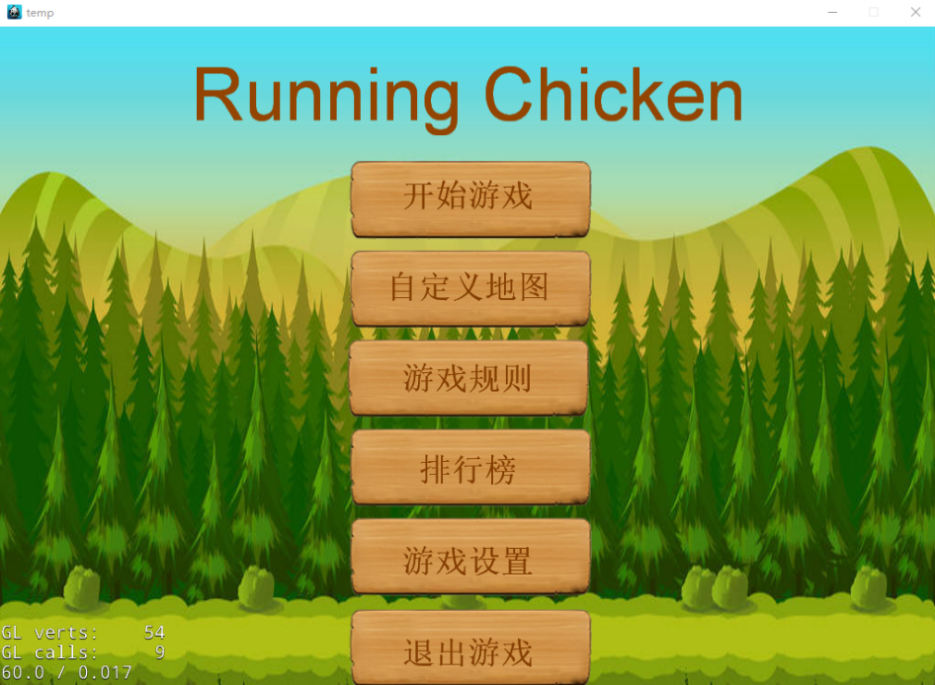 temp
Running Chicken
开始游戏
自定义地图
游戏规则
排行榜
游戏设置
退出游戏
GL verts: 54
GL calls: 9
60.0 / 0.017